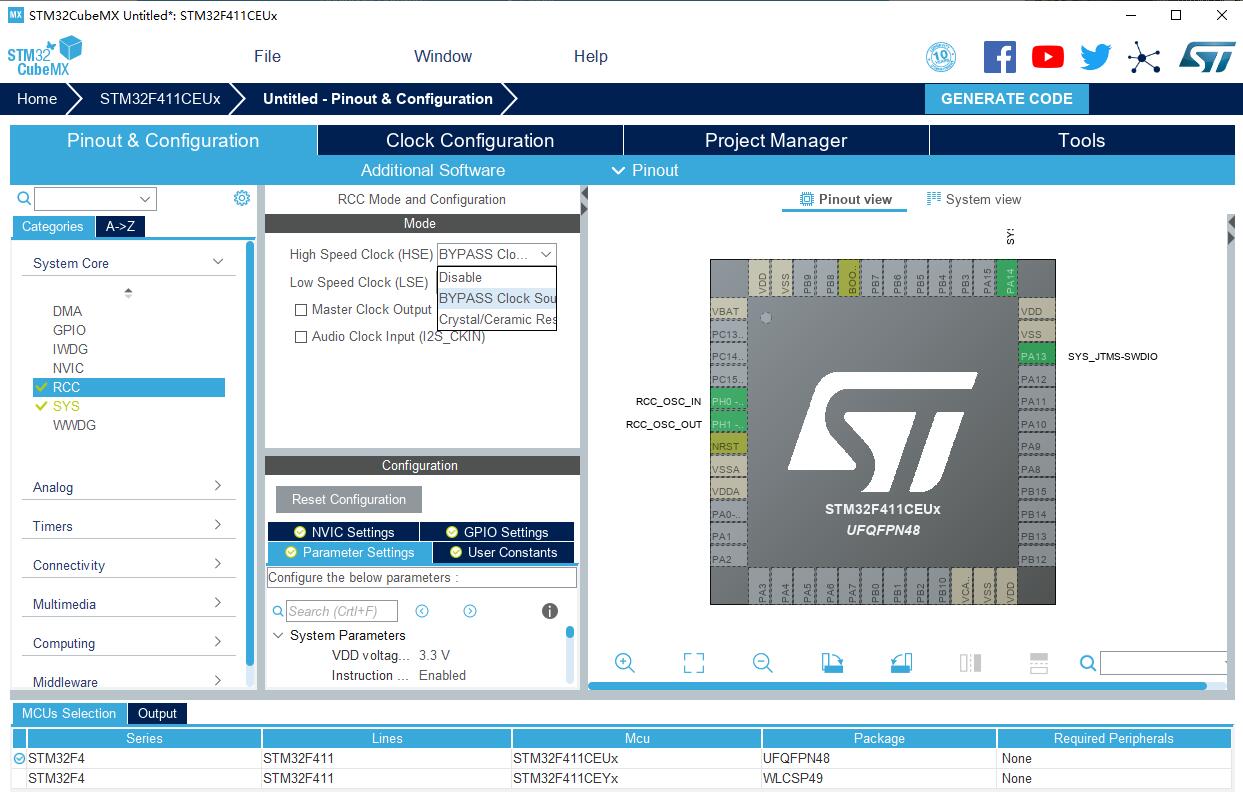 STM32CubeMX Untitled*: STM32F411CEUx
STM32 CubeMX
File Window Help
10
Home STM32F411CEUx Untitled - Pinout & Configuration GENERATE CODE
Pinout & Configuration Clock Configuration Project Manager Tools
Additional Software Pinout
RCC Mode and Configuration
Pinout view System view
Categories A->Z
Mode
System Core
High Speed Clock (HSE) BYPASS Clo...
Disable
Low Speed Clock (LSE)
BYPASS Clock Sou
Master Clock Output
Crystal/Ceramic Res
Audio Clock Input (I2S_CKIN)
DMA
GPIO
IWDG
NVIC
RCC
SYS
WWDG
Analog
Timers
Connectivity
Multimedia
Computing
Middleware
Configuration
Reset Configuration
NVIC Settings GPIO Settings
Parameter Settings User Constants
Configure the below parameters :
Search (CrtI+F)
System Parameters
VDD voltag... 3.3 V
Instruction ... Enabled
VDD VSS PB9 PB8 BOO.. PB7 PB6 PB5 PB4 PB3 PA15 PA14
VBAT
PC13..
PC14..
PC15..
RCC_OSC_IN PH0 -..
RCC_OSC_OUT PH1 -..
NRST
VSSA
VDDA
PA0-..
PA1
PA2
VDD
VSS
PA13 SYS_JTMS-SWDIO
PA12
PA11
PA10
PA9
PA8
PB15
PB14
PB13
PB12
PA3 PA4 PA5 PA6 PA7 PB0 PB1 PB2 PB10 VCA.. VSS VDD
STM32F411CEUx
UFQFPN48
MCUs Selection Output
Series Lines Mcu Package Required Peripherals
STM32F4 STM32F411 STM32F411CEUx UFQFPN48 None
STM32F4 STM32F411 STM32F411CEYx WLCSP49 None